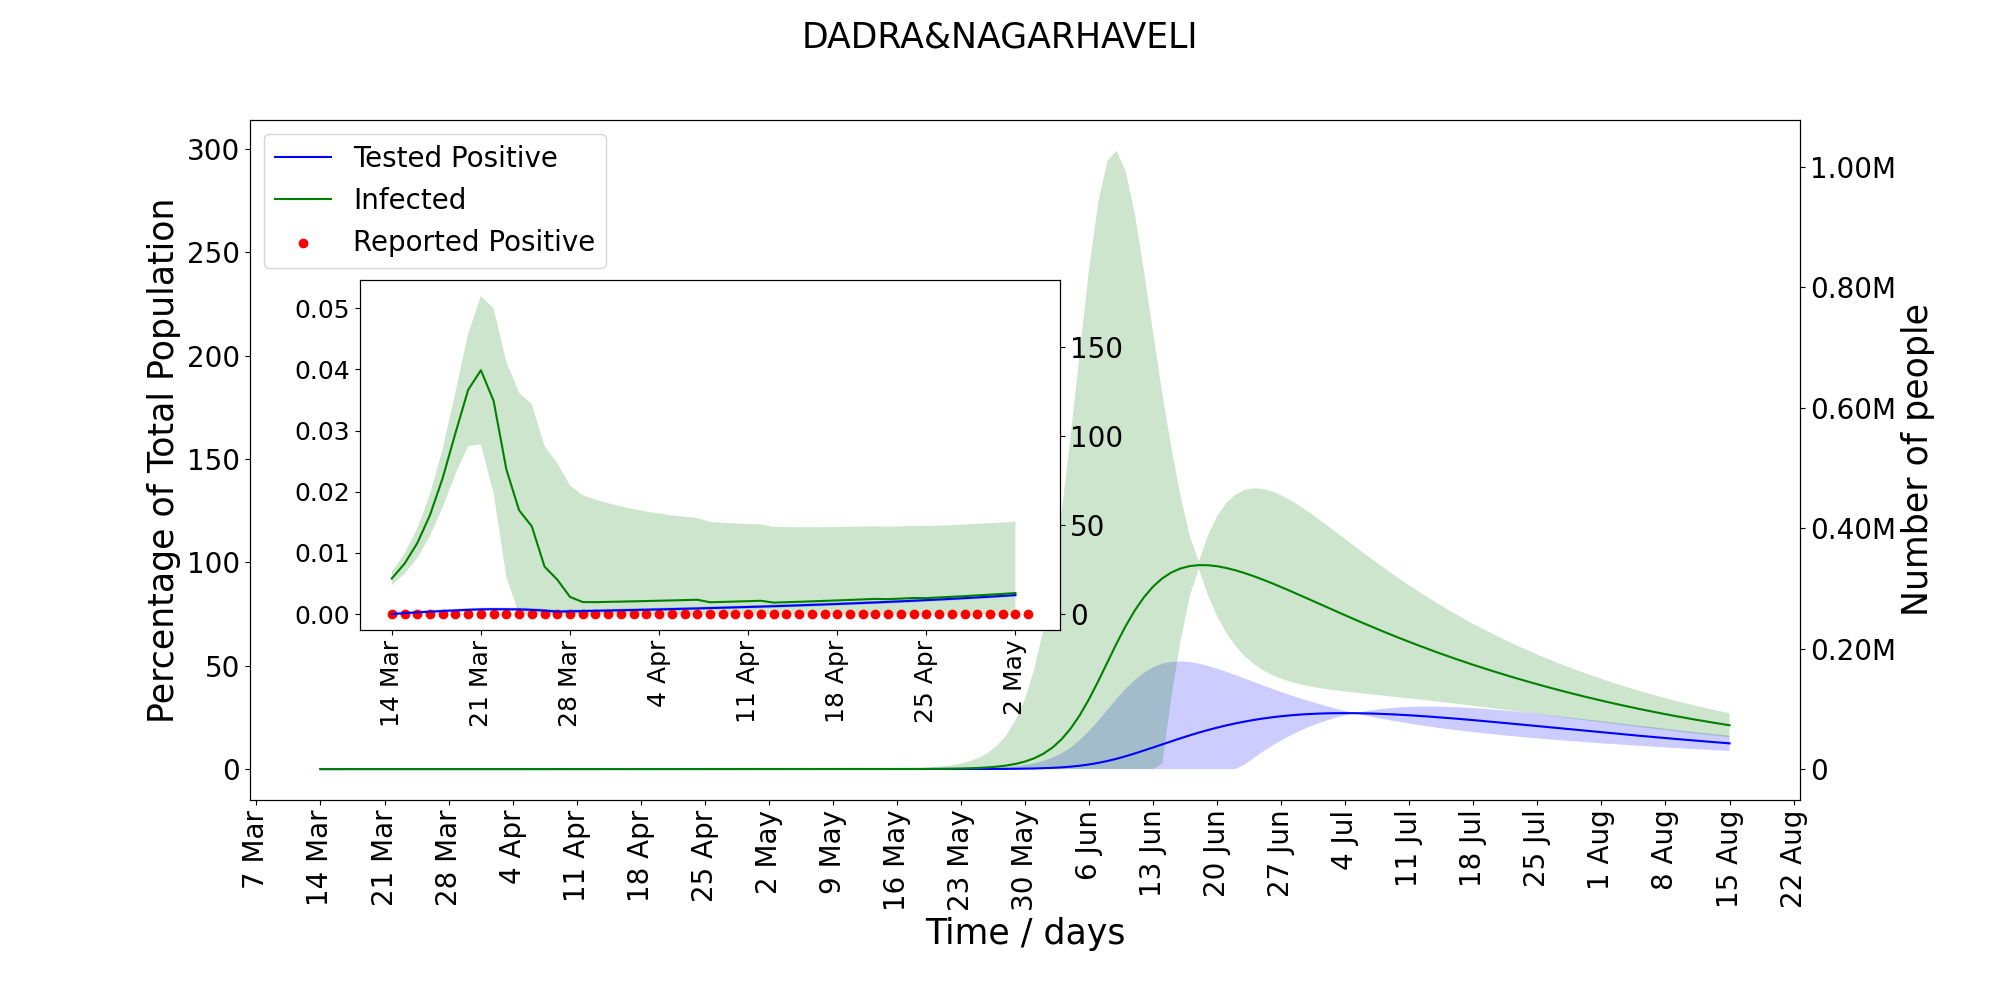 DADRA&NAGARHAVELI
Tested Positive
Infected
Reported Positive
Percentage of Total Population
300
250
200
150
100
50
0
1.00M
0.80M
0.60M
0.40M
0.20M
0
Number of people
0.05
0.04
0.03
0.02
0.01
0.00
150
100
50
0
14 Mar
21 Mar
28 Mar
4 Apr
11 Apr
18 Apr
25 Apr
2 May
7 Mar
14 Mar
21 Mar
28 Mar
4 Apr
11 Apr
18 Apr
25 Apr
2 May
9 May
16 May
23 May
30 May
6 Jun
13 Jun
20 Jun
27 Jun
4 Jul
11 Jul
18 Jul
25 Jul
1 Aug
8 Aug
15 Aug
22 Aug
Time / days